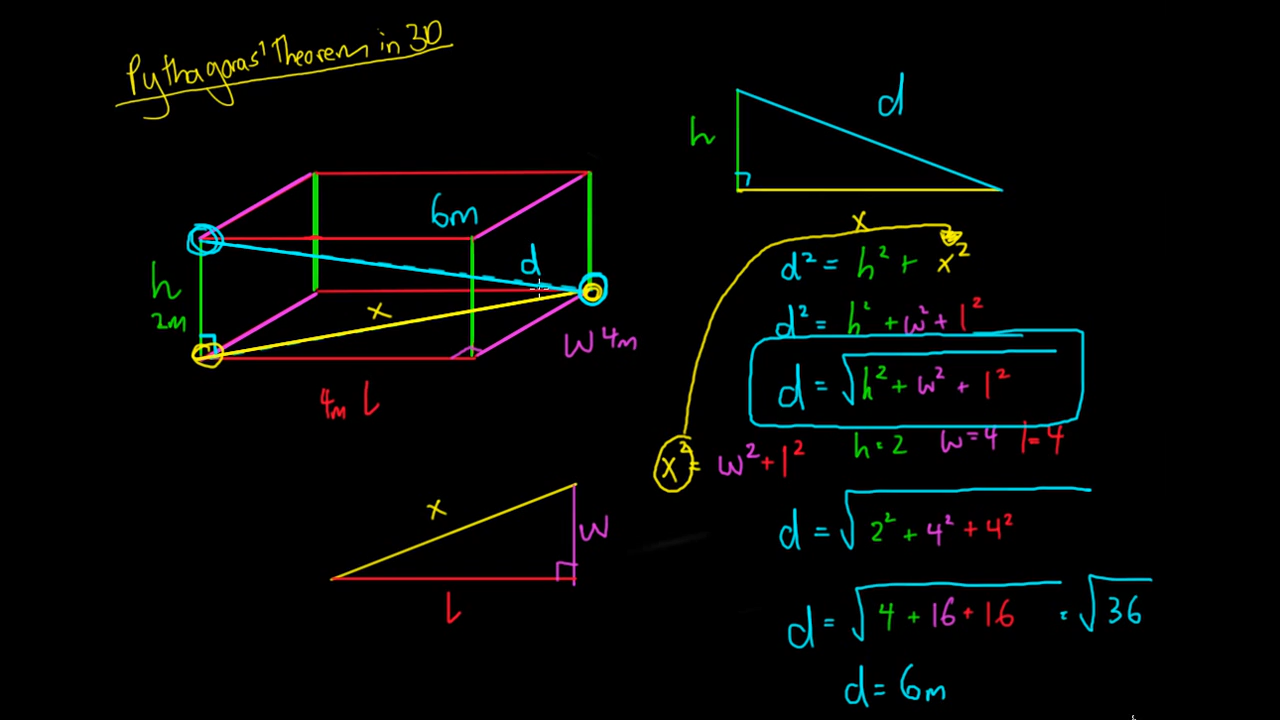 Pythagoras' Theorem in 3D
6m
d
h
2m
x
w 4m
4m l
x
w
l
h
d
x
d² = h² + x²
d² = h² + w² + l²
d = √h² + w² + l²
x² = w² + l²
h = 2 w = 4 l = 4
d = √2² + 4² + 4²
d = √4 + 16 + 16 = √36
d = 6m